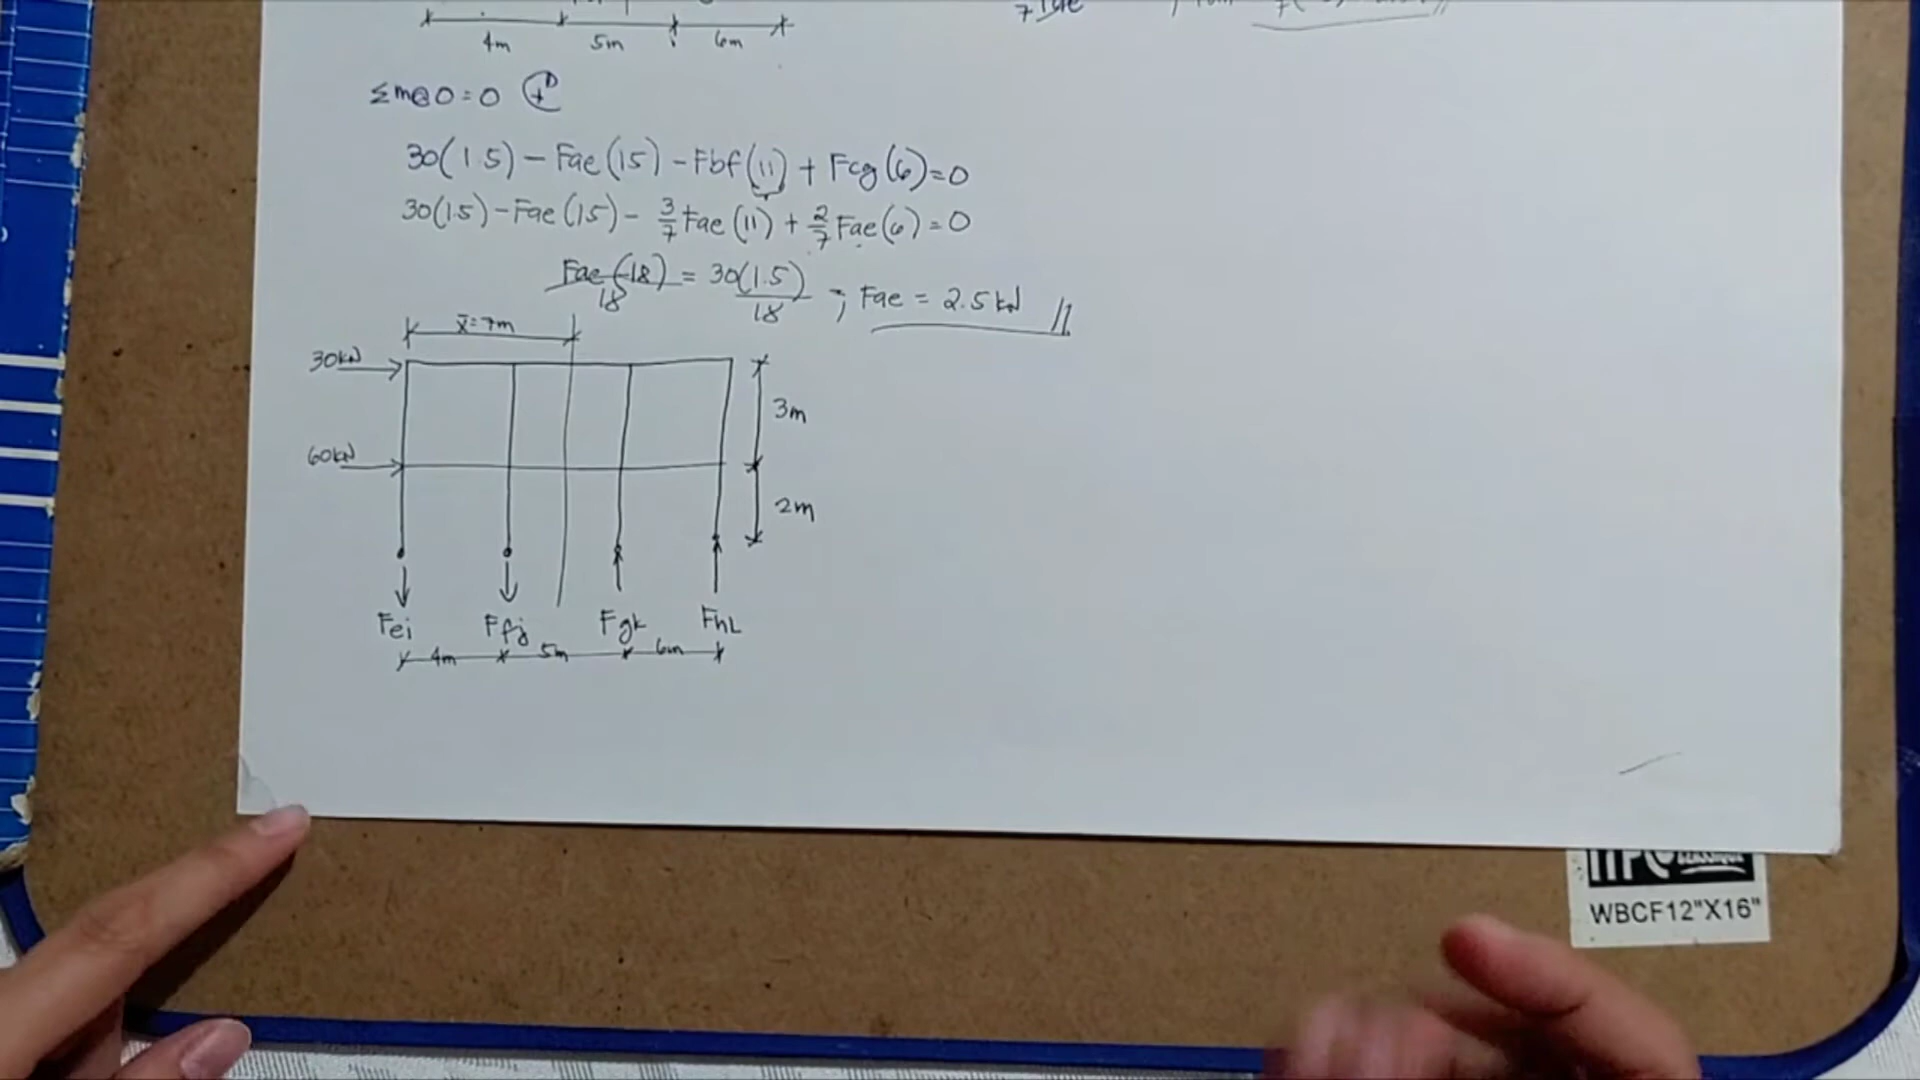 4m 5m 6m
Σm@0=0 +
30(1.5) - Fae(15) - Fbf(11) + Fcg(6)=0
30(1.5) - Fae(15) - 3/7 Fae(11) + 2/7 Fae(6) = 0
Fae(18)/18 = 30(1.5)/18 ; Fae = 2.5kN //
x̄=7m
30kN
3m
60kN
2m
Fei Ffj Fgk FhL
4m 5m 6m
WBCF12"X16"